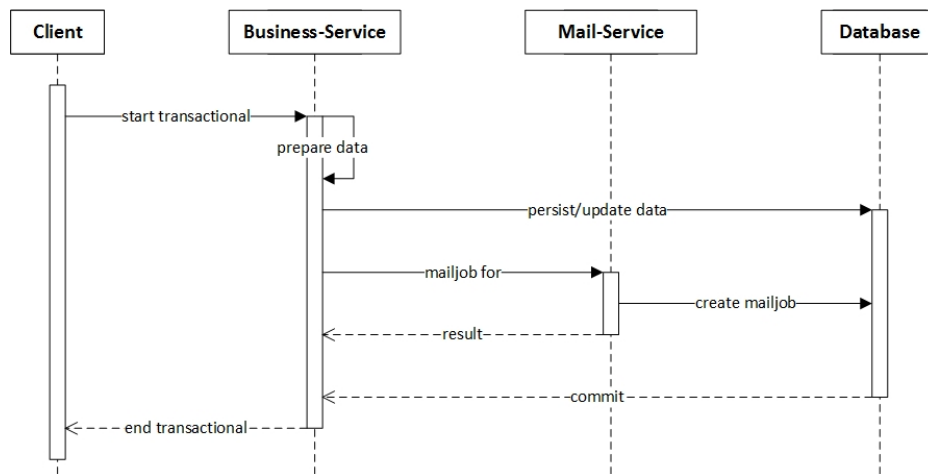 Client
Business-Service
Mail-Service
Database
start transactional
prepare data
persist/update data
mailjob for
create mailjob
result
commit
end transactional